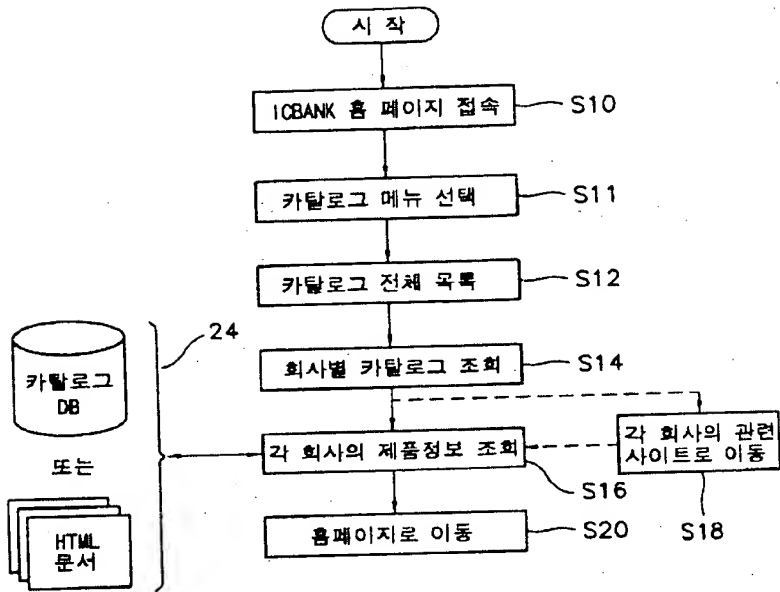 시 작
ICBANK 홈 페이지 접속
S10
카탈로그 메뉴 선택
S11
카탈로그 전체 목록
S12
24
회사별 카탈로그 조회
S14
카탈로그
DB
각 회사의 제품정보 조회
S16
각 회사의 관련
사이트로 이동
S18
또는
홈페이지로 이동
S20
HTML
문서